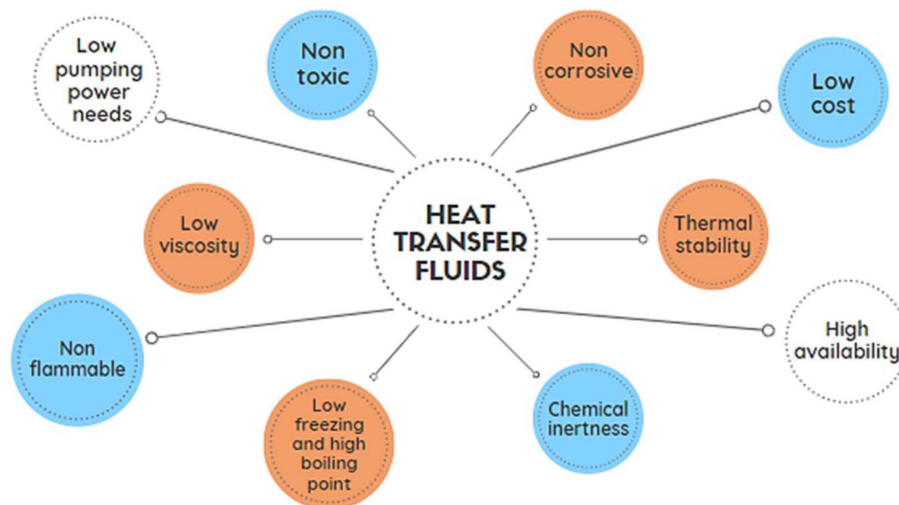 Low
pumping
power
needs
Non
toxic
Non
corrosive
Low
cost
HEAT
TRANSFER
FLUIDS
Low
viscosity
Thermal
stability
Non
flammable
High
availability
Low
freezing
and high
boiling
point
Chemical
inertness